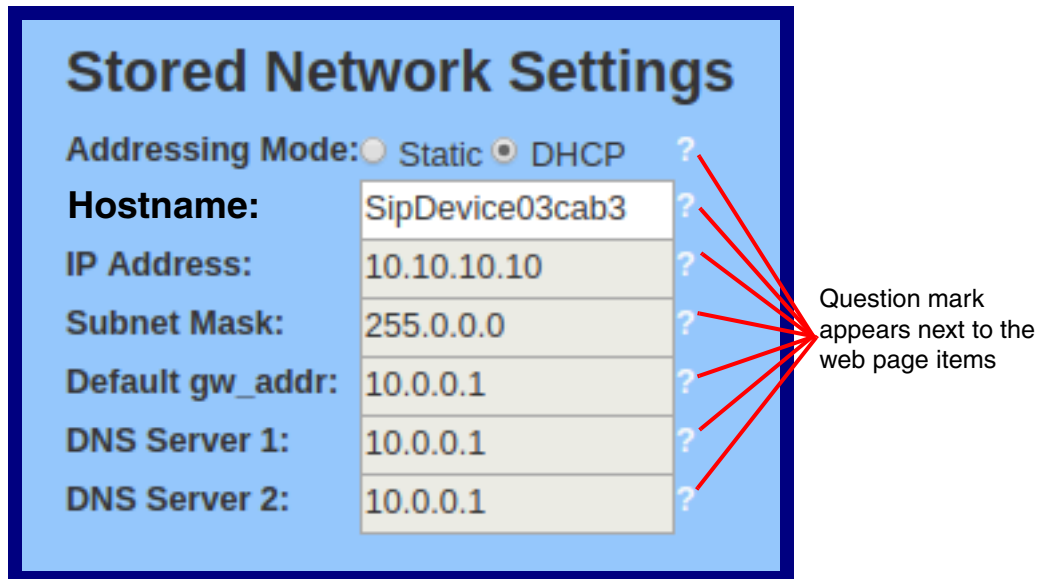 Stored Network Settings
Addressing Mode: Static DHCP ?
Hostname: SipDevice03cab3 ?
IP Address: 10.10.10.10 ?
Subnet Mask: 255.0.0.0 ?
Default gw_addr: 10.0.0.1 ?
DNS Server 1: 10.0.0.1 ?
DNS Server 2: 10.0.0.1 ?
Question mark
appears next to the
web page items